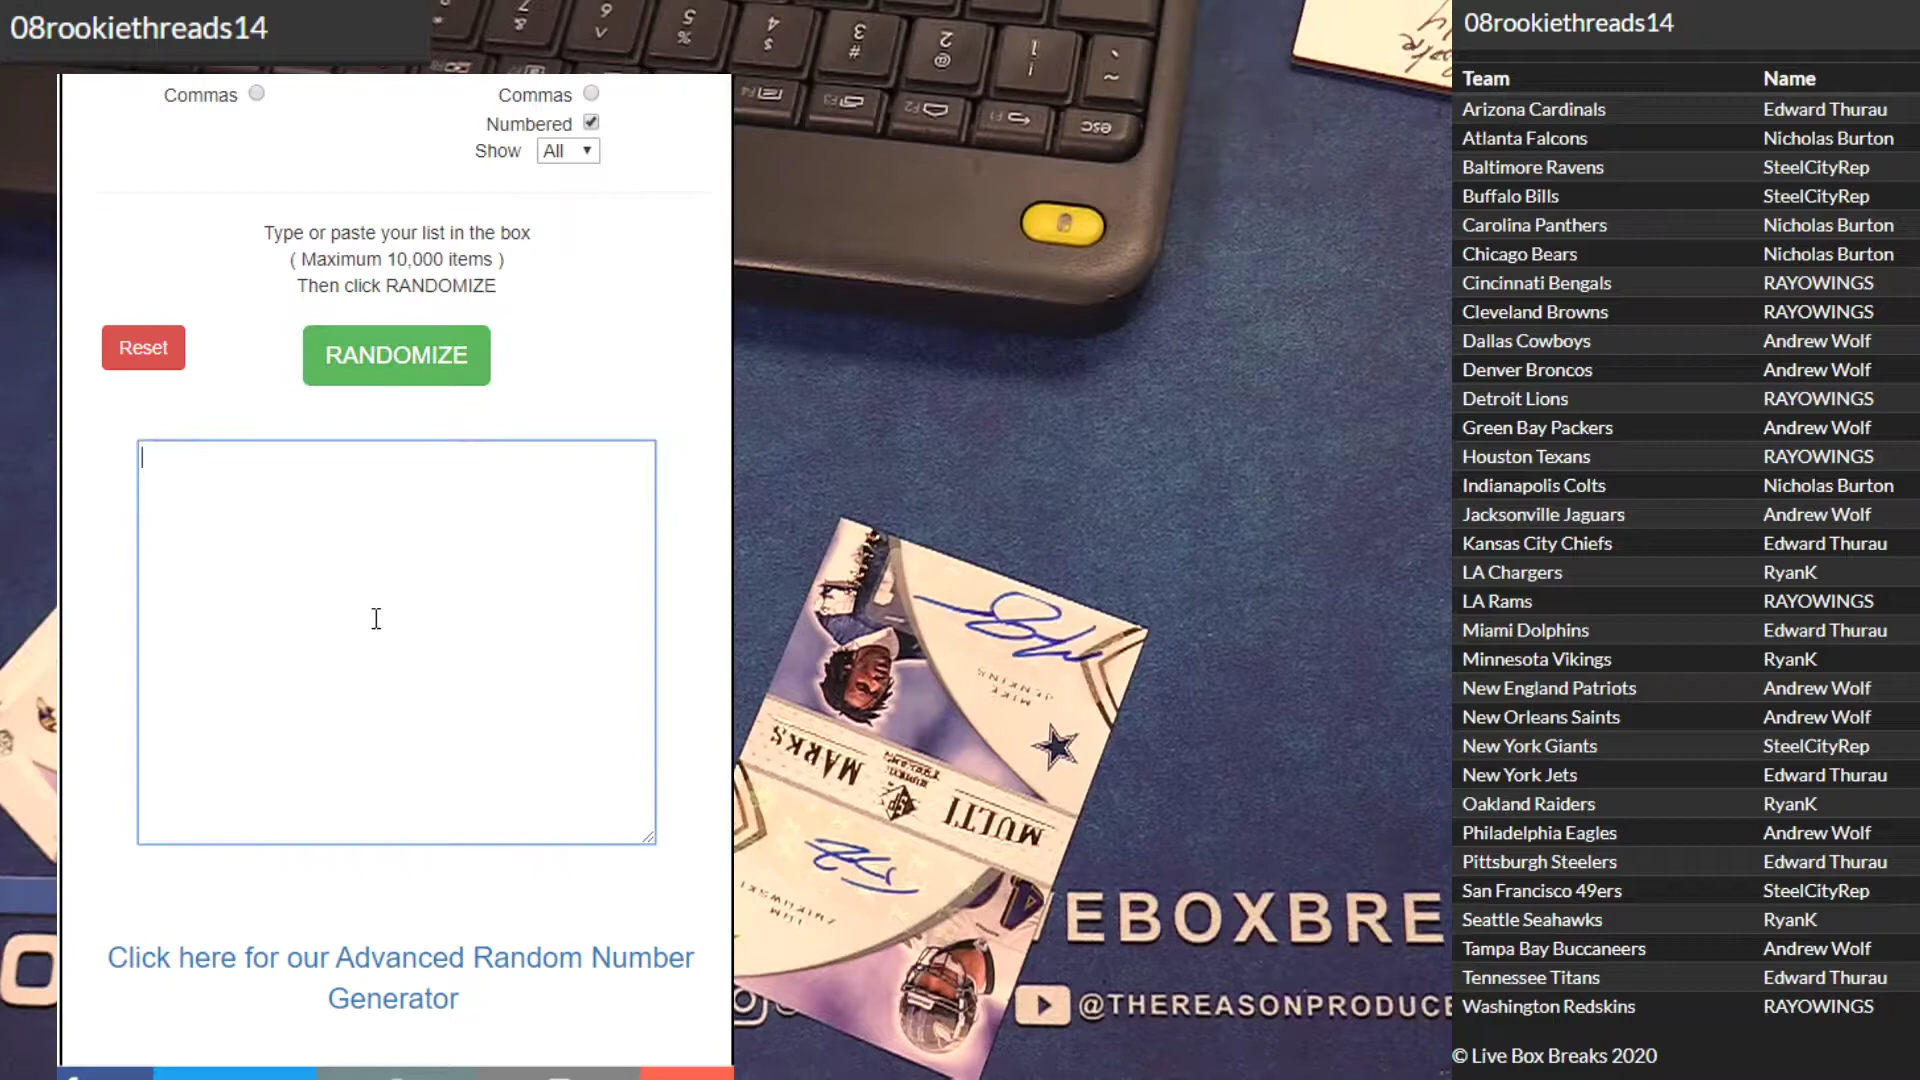 08rookiethreads14
Commas
Commas
Numbered
Show All
Type or paste your list in the box
( Maximum 10,000 items )
Then click RANDOMIZE
Reset
RANDOMIZE
Click here for our Advanced Random Number
Generator
esc
MIKE
JENKINS
MULTI
MARKS
SP
TOM
ZBIKOWSKI
VEBOXBRE
@THEREASONPRODUCE
08rookiethreads14
Team Name
Arizona Cardinals Edward Thurau
Atlanta Falcons Nicholas Burton
Baltimore Ravens SteelCityRep
Buffalo Bills SteelCityRep
Carolina Panthers Nicholas Burton
Chicago Bears Nicholas Burton
Cincinnati Bengals RAYOWINGS
Cleveland Browns RAYOWINGS
Dallas Cowboys Andrew Wolf
Denver Broncos Andrew Wolf
Detroit Lions RAYOWINGS
Green Bay Packers Andrew Wolf
Houston Texans RAYOWINGS
Indianapolis Colts Nicholas Burton
Jacksonville Jaguars Andrew Wolf
Kansas City Chiefs Edward Thurau
LA Chargers RyanK
LA Rams RAYOWINGS
Miami Dolphins Edward Thurau
Minnesota Vikings RyanK
New England Patriots Andrew Wolf
New Orleans Saints Andrew Wolf
New York Giants SteelCityRep
New York Jets Edward Thurau
Oakland Raiders RyanK
Philadelphia Eagles Andrew Wolf
Pittsburgh Steelers Edward Thurau
San Francisco 49ers SteelCityRep
Seattle Seahawks RyanK
Tampa Bay Buccaneers Andrew Wolf
Tennessee Titans Edward Thurau
Washington Redskins RAYOWINGS
© Live Box Breaks 2020